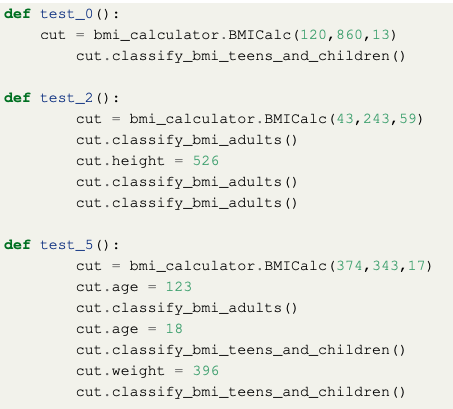 def test_0():
    cut = bmi_calculator.BMICalc(120,860,13)
        cut.classify_bmi_teens_and_children()

def test_2():
        cut = bmi_calculator.BMICalc(43,243,59)
        cut.classify_bmi_adults()
        cut.height = 526
        cut.classify_bmi_adults()
        cut.classify_bmi_adults()

def test_5():
        cut = bmi_calculator.BMICalc(374,343,17)
        cut.age = 123
        cut.classify_bmi_adults()
        cut.age = 18
        cut.classify_bmi_teens_and_children()
        cut.weight = 396
        cut.classify_bmi_teens_and_children()